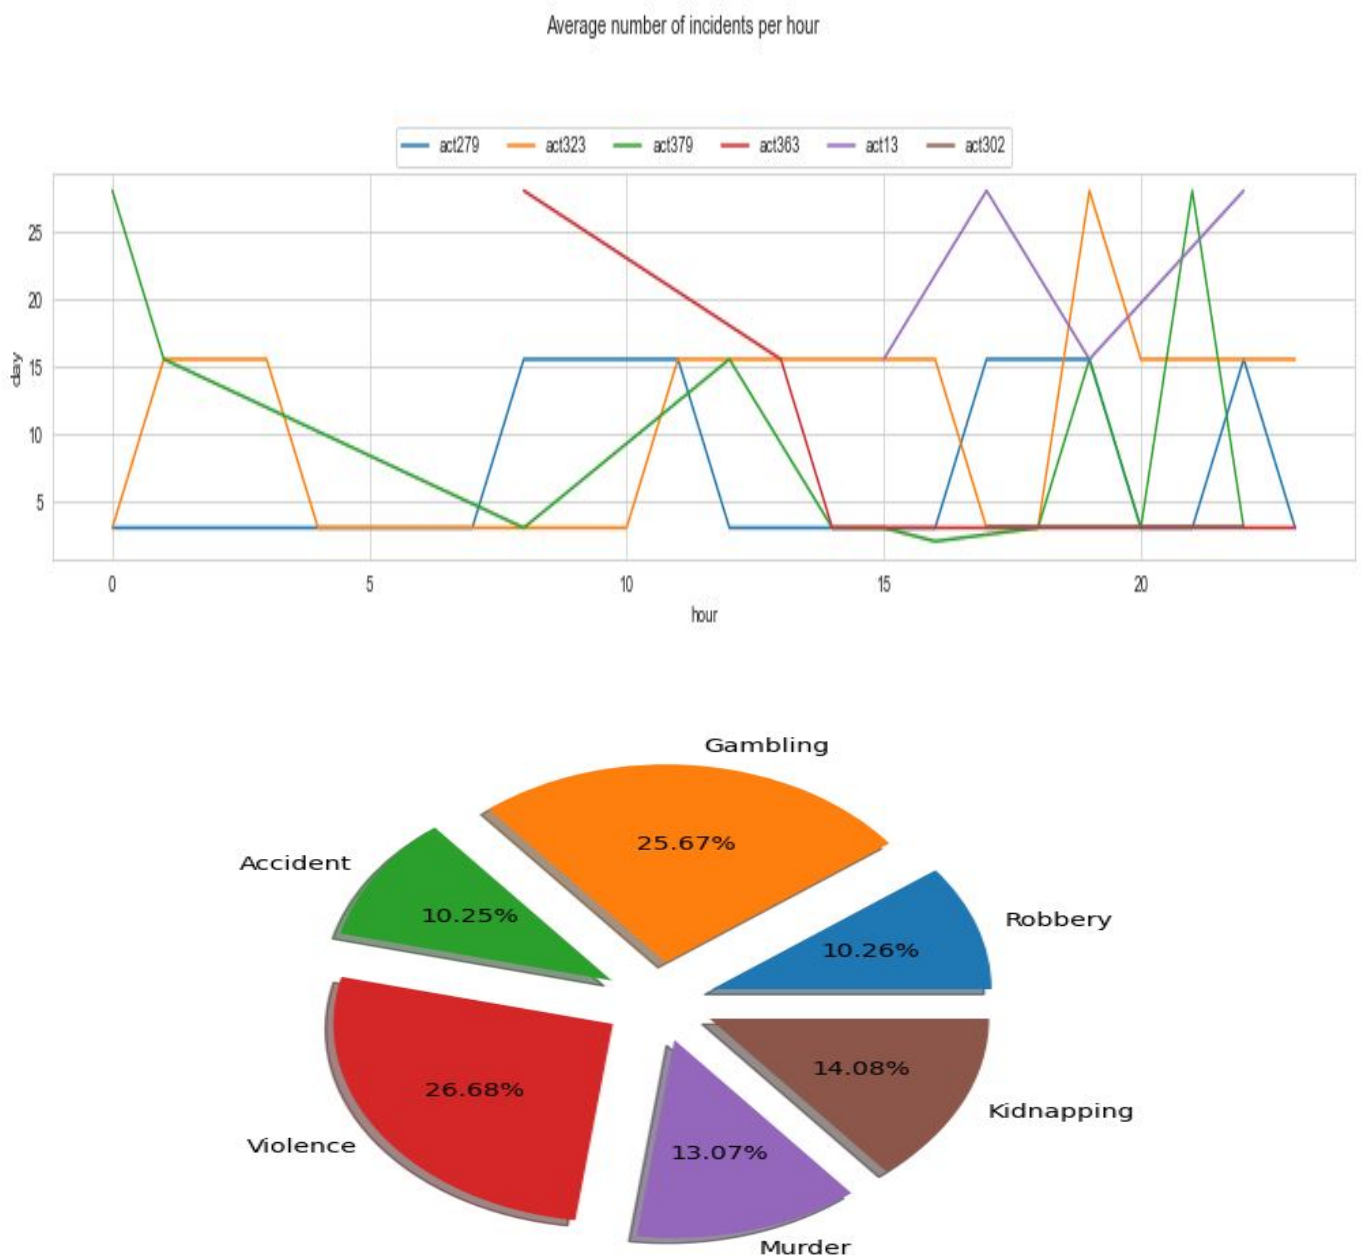 Average number of incidents per hour
act279 act323 act379 act363 act13 act302
25
20
15
10
5
day
0 5 10 15 20
hour
Gambling
25.67%
Accident
10.25%
Robbery
10.26%
Violence
26.68%
Kidnapping
14.08%
Murder
13.07%